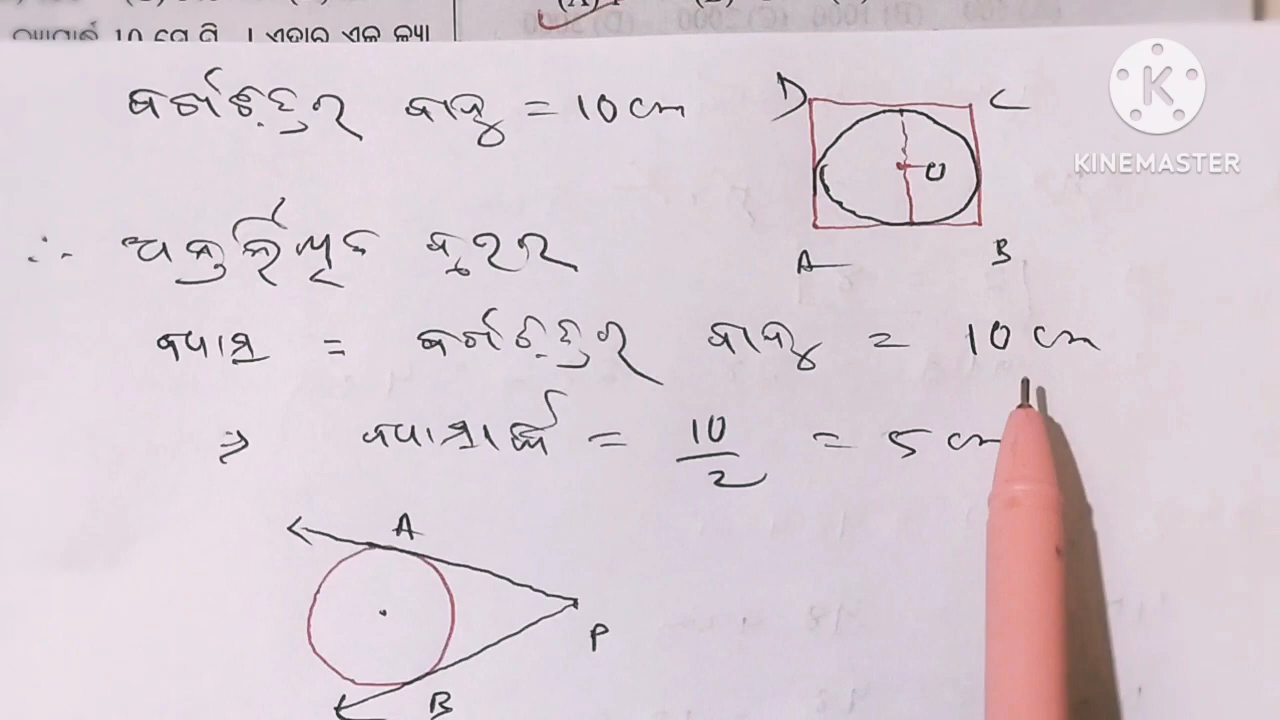 ବର୍ଗଚିତ୍ରର ବାହୁ = 10 cm
D C
O
A B
∴ ଅନ୍ତର୍ଲିଖିତ ବୃତ୍ତର
ବ୍ୟାସ = ବର୍ଗଚିତ୍ରର ବାହୁ = 10 cm
⇒ ବ୍ୟାସାର୍ଦ୍ଧ = 10/2 = 5 cm
A
P
B
KINEMASTER